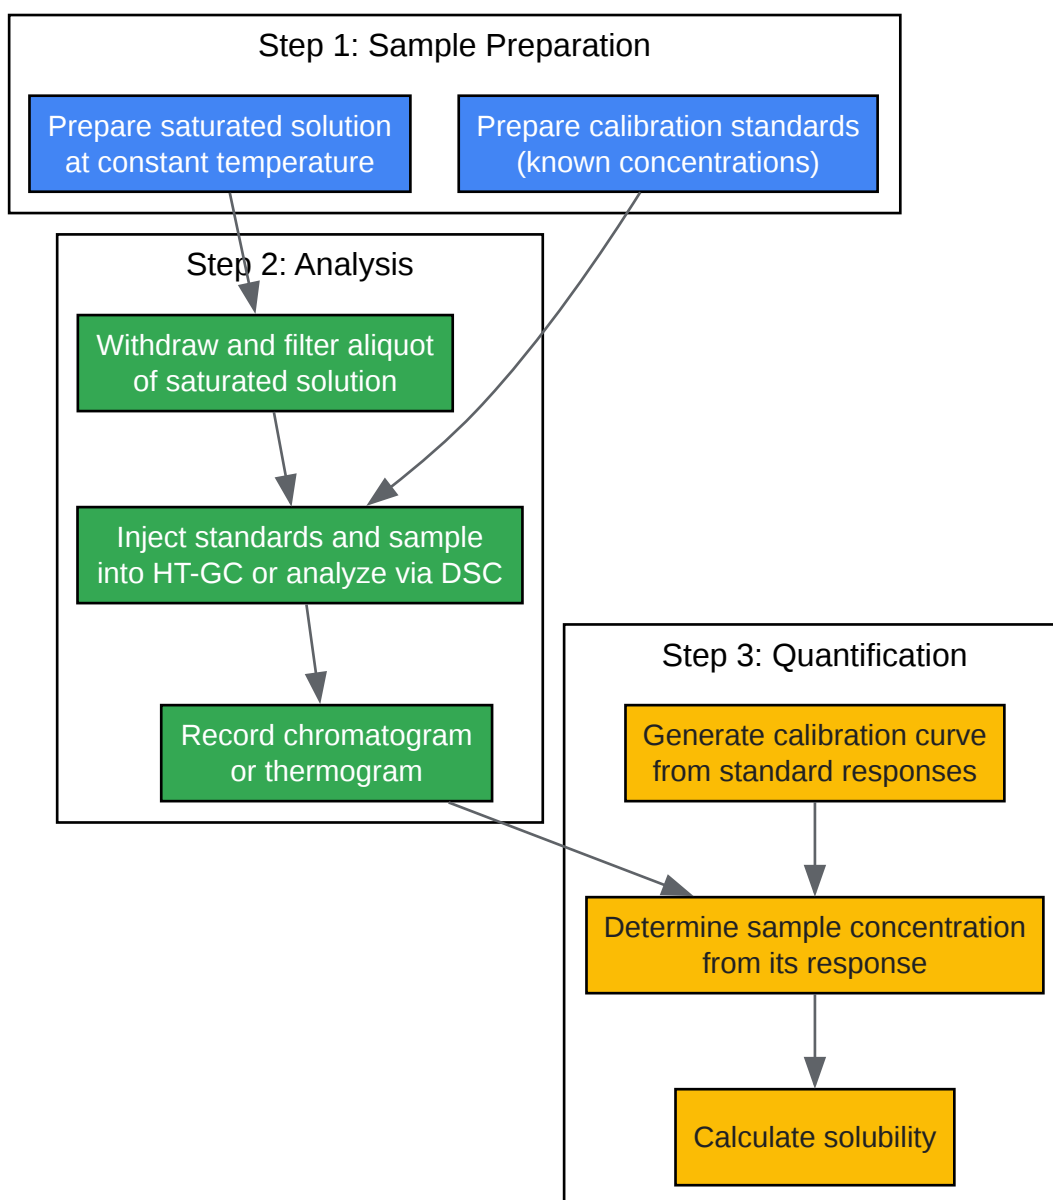 Step 1: Sample Preparation
Prepare saturated solution
at constant temperature
Prepare calibration standards
(known concentrations)
Step 2: Analysis
Withdraw and filter aliquot
of saturated solution
Inject standards and sample
into HT-GC or analyze via DSC
Record chromatogram
or thermogram
Step 3: Quantification
Generate calibration curve
from standard responses
Determine sample concentration
from its response
Calculate solubility